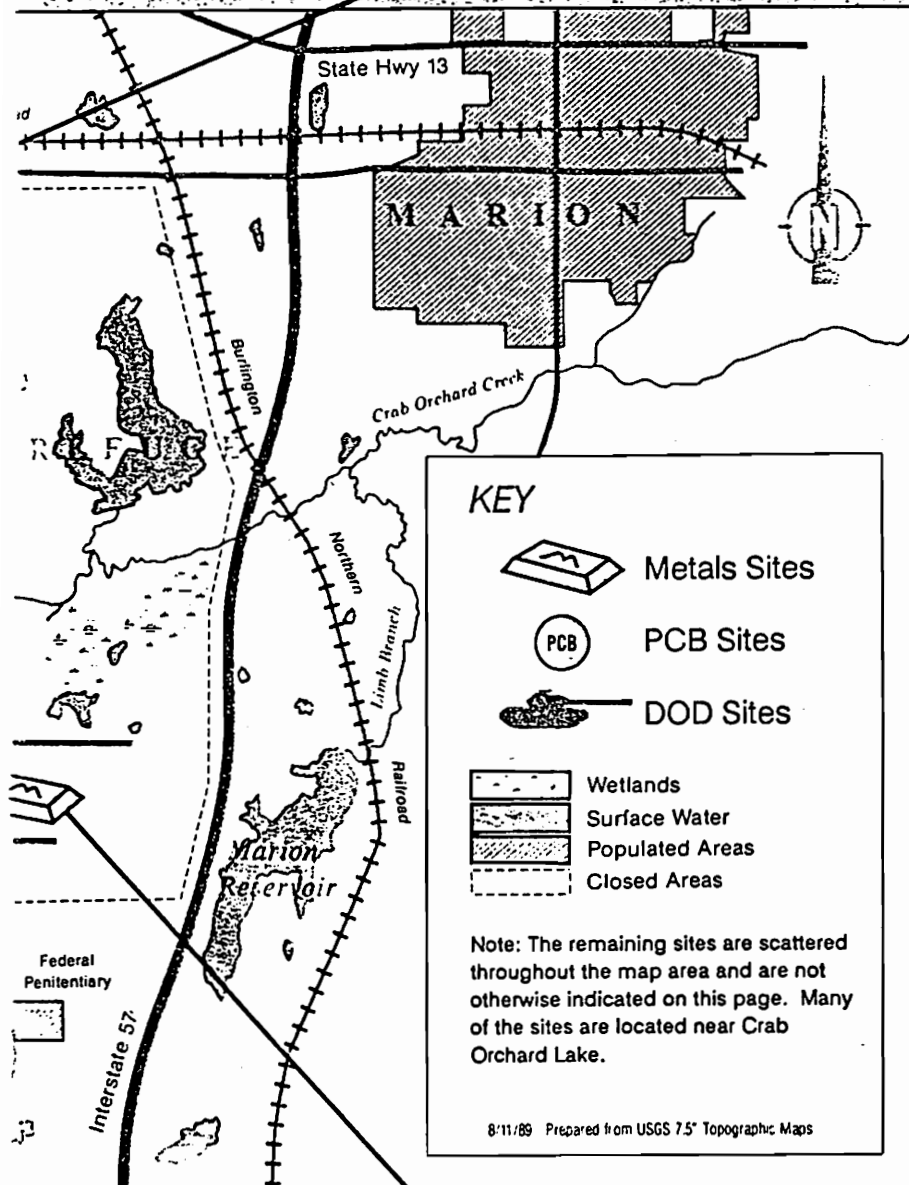 State Hwy 13
MARION
Burlington
Crab Orchard Creek
REFUGE
Northern
Limb Branch
Railroad
Marion
Reservoir
Federal
Penitentiary
Interstate 57
KEY
Metals Sites
PCB
PCB Sites
DOD Sites
Wetlands
Surface Water
Populated Areas
Closed Areas
Note: The remaining sites are scattered
throughout the map area and are not
otherwise indicated on this page. Many
of the sites are located near Crab
Orchard Lake.
8/11/89 Prepared from USGS 7.5" Topographic Maps